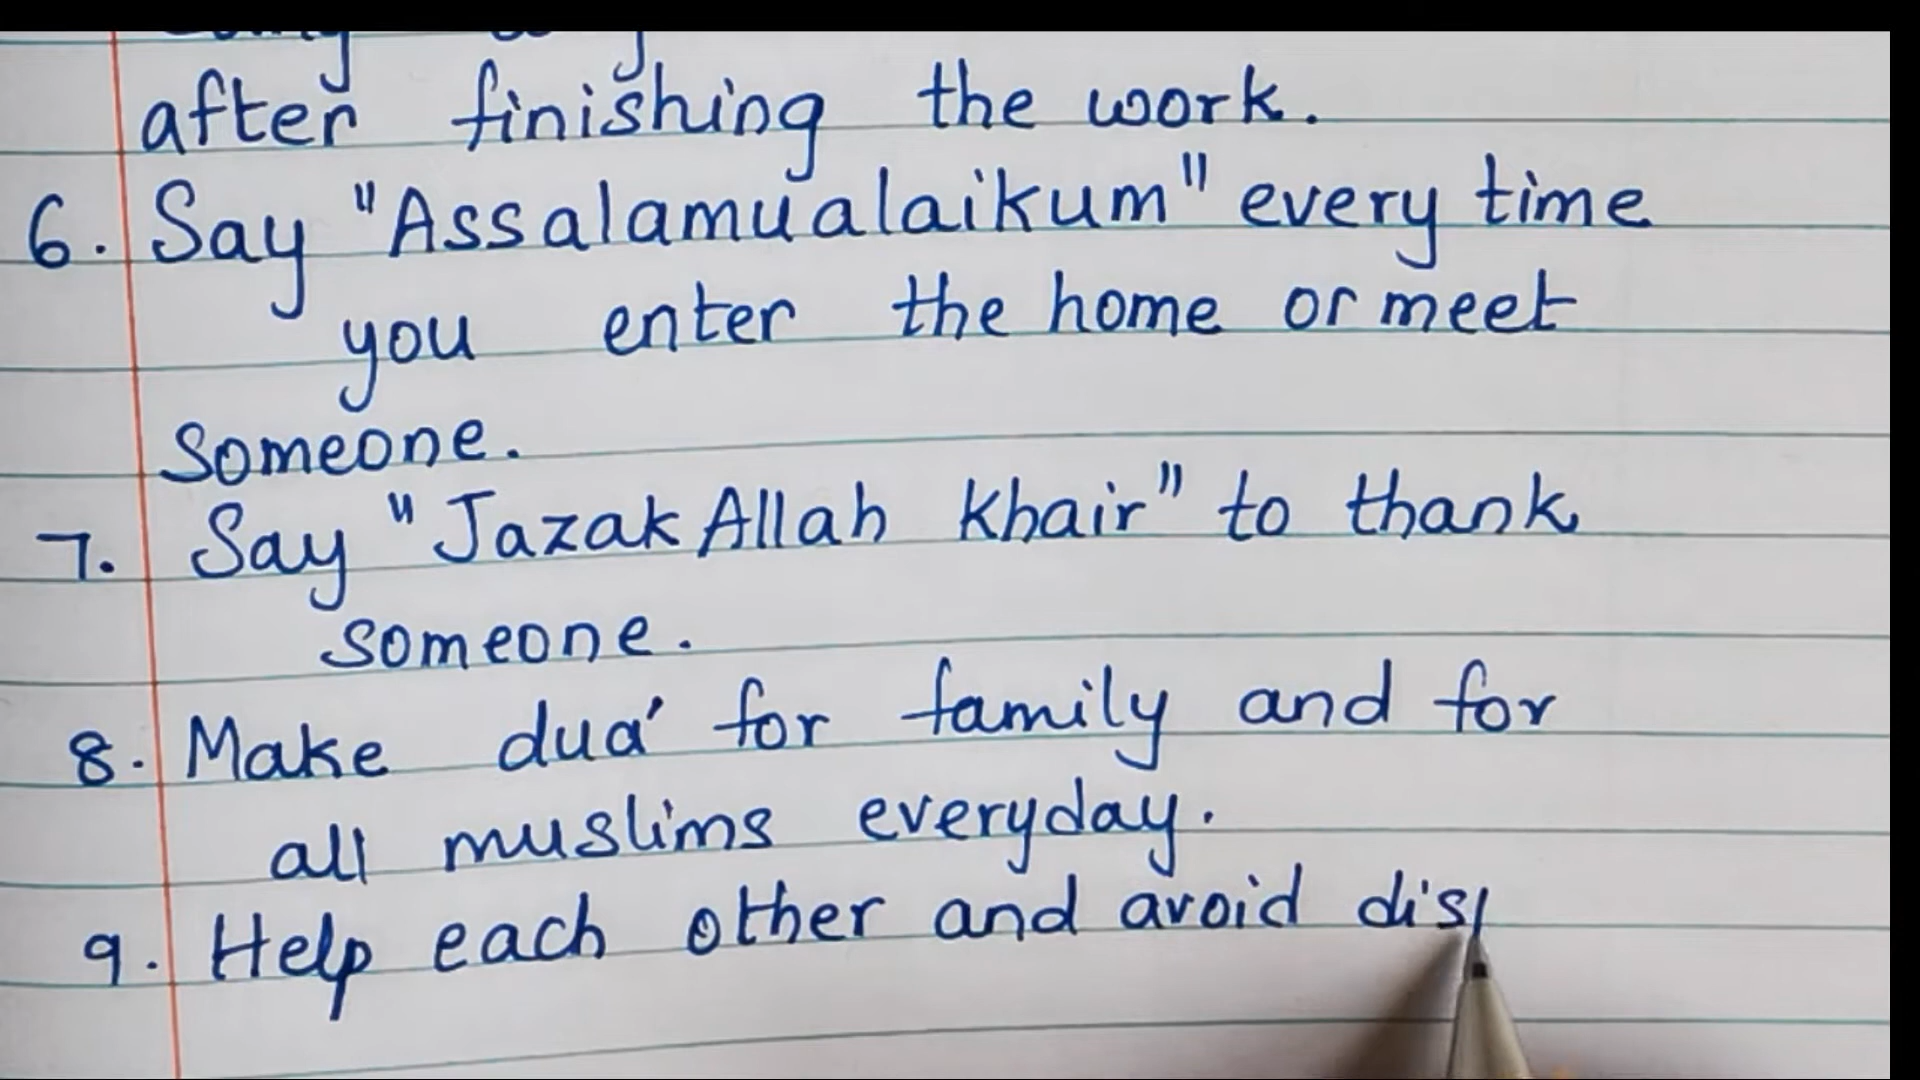 after finishing the work.
6. Say "Assalamualaikum" every time
you enter the home or meet
someone.
7. Say "Jazak Allah Khair" to thank
someone.
8. Make dua' for family and for
all muslims everyday.
9. Help each other and avoid dis